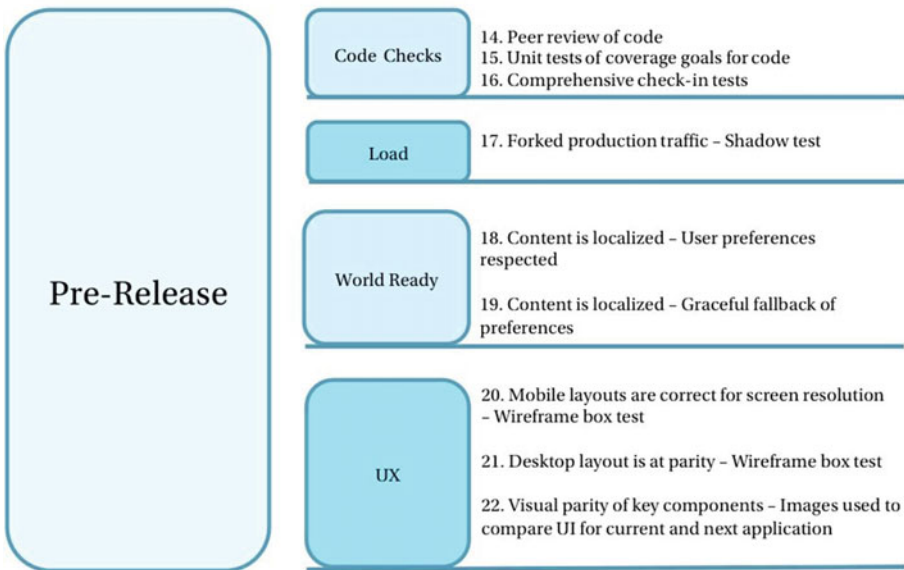 Pre-Release
Code Checks
14. Peer review of code
15. Unit tests of coverage goals for code
16. Comprehensive check-in tests
Load
17. Forked production traffic – Shadow test
World Ready
18. Content is localized – User preferences
respected
19. Content is localized – Graceful fallback of
preferences
UX
20. Mobile layouts are correct for screen resolution
– Wireframe box test
21. Desktop layout is at parity – Wireframe box test
22. Visual parity of key components – Images used to
compare UI for current and next application